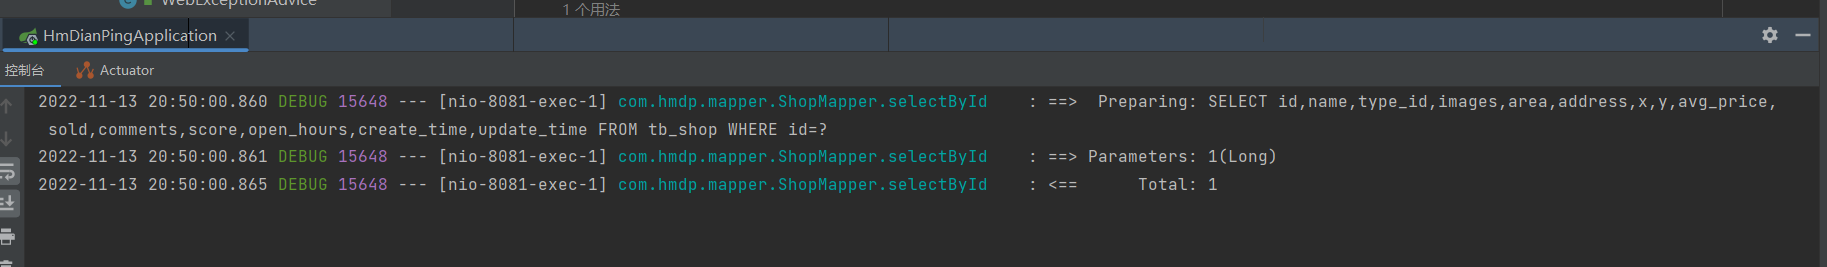 WebExceptionAdvice
1 个用法
HmDianPingApplication
控制台
Actuator
2022-11-13 20:50:00.860 DEBUG 15648 --- [nio-8081-exec-1] com.hmdp.mapper.ShopMapper.selectById    : ==>  Preparing: SELECT id,name,type_id,images,area,address,x,y,avg_price,
sold,comments,score,open_hours,create_time,update_time FROM tb_shop WHERE id=?
2022-11-13 20:50:00.861 DEBUG 15648 --- [nio-8081-exec-1] com.hmdp.mapper.ShopMapper.selectById    : ==> Parameters: 1(Long)
2022-11-13 20:50:00.865 DEBUG 15648 --- [nio-8081-exec-1] com.hmdp.mapper.ShopMapper.selectById    : <==      Total: 1